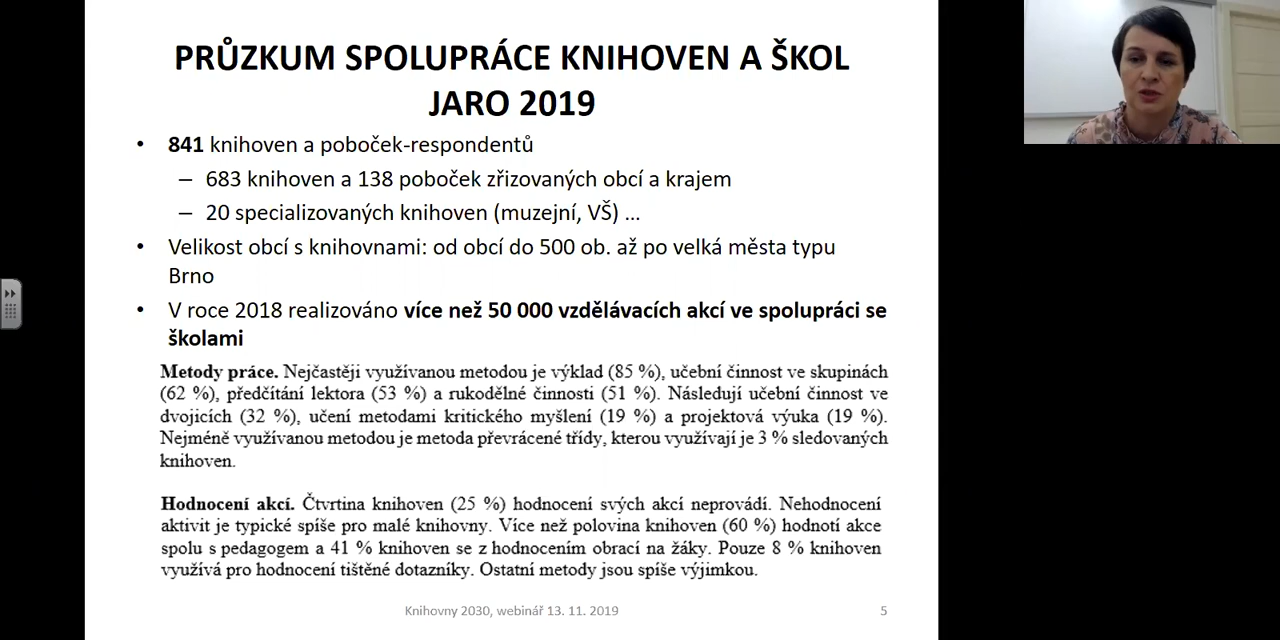 PRŮZKUM SPOLUPRÁCE KNIHOVEN A ŠKOL
JARO 2019
• 841 knihoven a poboček-respondentů
– 683 knihoven a 138 poboček zřizovaných obcí a krajem
– 20 specializovaných knihoven (muzejní, VŠ) …
• Velikost obcí s knihovnami: od obcí do 500 ob. až po velká města typu
Brno
• V roce 2018 realizováno více než 50 000 vzdělávacích akcí ve spolupráci se
školami
Metody práce. Nejčastěji využívanou metodou je výklad (85 %), učební činnost ve skupinách
(62 %), předčítání lektora (53 %) a rukodělné činnosti (51 %). Následují učební činnost ve
dvojicích (32 %), učení metodami kritického myšlení (19 %) a projektová výuka (19 %).
Nejméně využívanou metodou je metoda převrácené třídy, kterou využívají je 3 % sledovaných
knihoven.
Hodnocení akcí. Čtvrtina knihoven (25 %) hodnocení svých akcí neprovádí. Nehodnocení
aktivit je typické spíše pro malé knihovny. Více než polovina knihoven (60 %) hodnotí akce
spolu s pedagogem a 41 % knihoven se z hodnocením obrací na žáky. Pouze 8 % knihoven
využívá pro hodnocení tištěné dotazníky. Ostatní metody jsou spíše výjimkou.
Knihovny 2030, webinář 13. 11. 2019
5